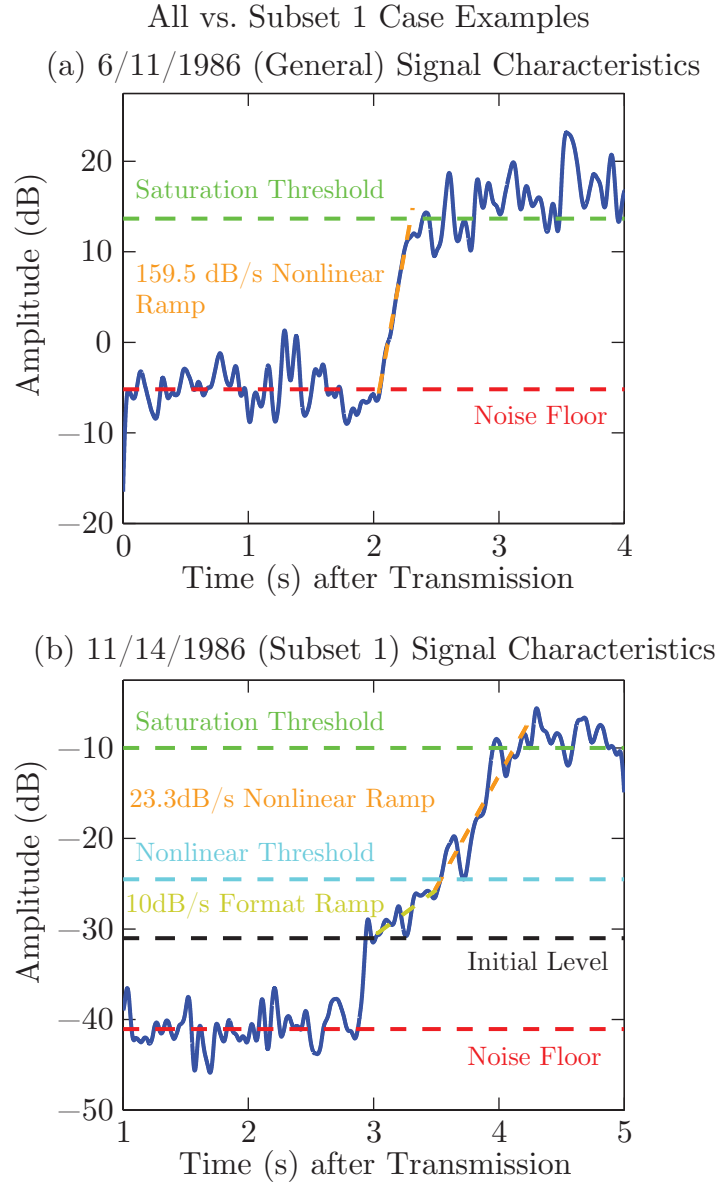 All vs. Subset 1 Case Examples
(a) 6/11/1986 (General) Signal Characteristics
Amplitude (dB)
20
10
0
−10
−20
Saturation Threshold
159.5 dB/s Nonlinear
Ramp
Noise Floor
0 1 2 3 4
Time (s) after Transmission
(b) 11/14/1986 (Subset 1) Signal Characteristics
Amplitude (dB)
−10
−20
−30
−40
−50
Saturation Threshold
23.3dB/s Nonlinear Ramp
Nonlinear Threshold
10dB/s Format Ramp
Initial Level
Noise Floor
1 2 3 4 5
Time (s) after Transmission